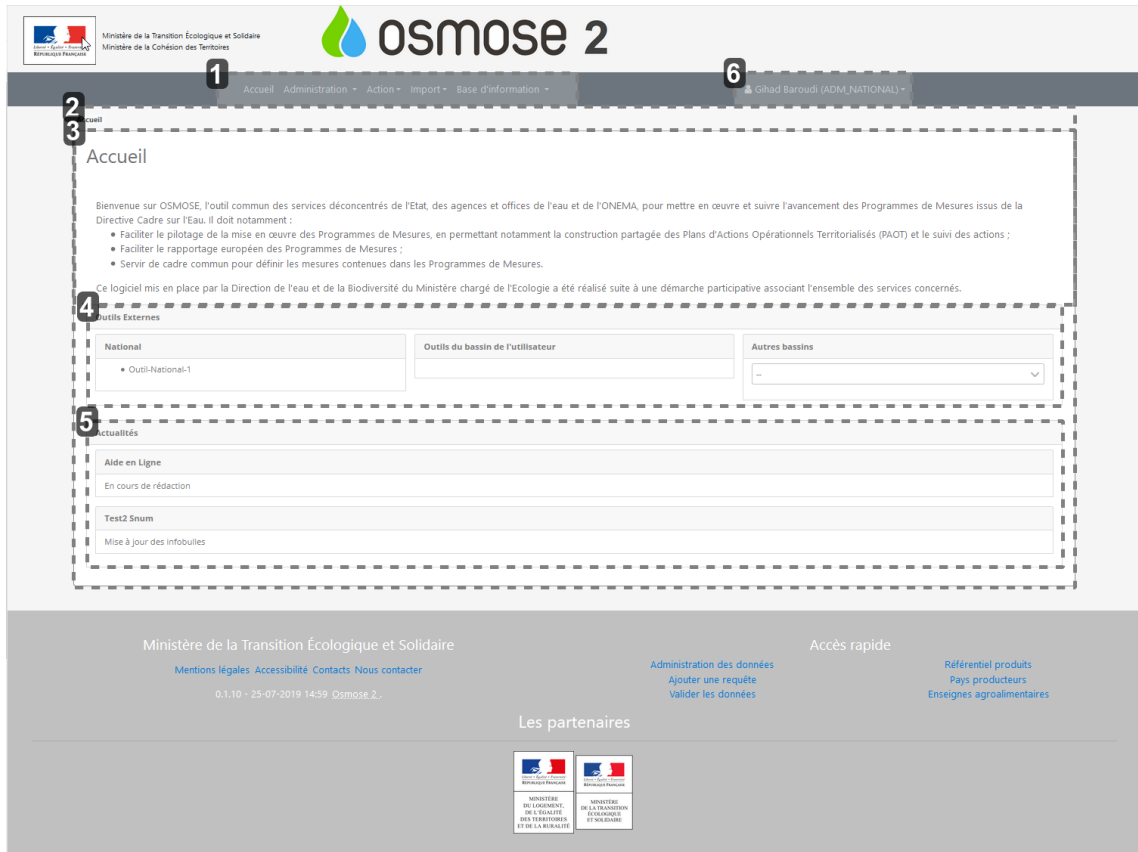 Ministère de la Transition Écologique et Solidaire
Ministère de la Cohésion des Territoires
RÉPUBLIQUE FRANÇAISE
osmose 2
1
6
Accueil Administration Action Import Base d'information
Gihad Baroudi (ADM_NATIONAL)
2
3
Accueil
Bienvenue sur OSMOSE, l'outil commun des services déconcentrés de l'Etat, des agences et offices de l'eau et de l'ONEMA, pour mettre en œuvre et suivre l'avancement des Programmes de Mesures issus de la
Directive Cadre sur l'Eau. Il doit notamment :
• Faciliter le pilotage de la mise en œuvre des Programmes de Mesures, en permettant notamment la construction partagée des Plans d'Actions Opérationnels Territorialisés (PAOT) et le suivi des actions ;
• Faciliter le rapportage européen des Programmes de Mesures ;
• Servir de cadre commun pour définir les mesures contenues dans les Programmes de Mesures.
Ce logiciel mis en place par la Direction de l'eau et de la Biodiversité du Ministère chargé de l'Ecologie a été réalisé suite à une démarche participative associant l'ensemble des services concernés.
4
Outils Externes
National
Outils du bassin de l'utilisateur
Autres bassins
• Outil-National-1
--
5
Actualités
Aide en Ligne
En cours de rédaction
Test2 Snum
Mise à jour des infobulles
Ministère de la Transition Écologique et Solidaire
Accès rapide
Mentions légales Accessibilité Contacts Nous contacter
Administration des données
Référentiel produits
Ajouter une requête
Pays producteurs
0.1.10 - 25-07-2019 14:59 Osmose 2 .
Valider les données
Enseignes agroalimentaires
Les partenaires
Liberté • Égalité • Fraternité
RÉPUBLIQUE FRANÇAISE
MINISTÈRE
DU LOGEMENT,
DE L'ÉGALITÉ
DES TERRITOIRES
ET DE LA RURALITÉ
Liberté • Égalité • Fraternité
RÉPUBLIQUE FRANÇAISE
MINISTÈRE
DE LA TRANSITION
ÉCOLOGIQUE
ET SOLIDAIRE